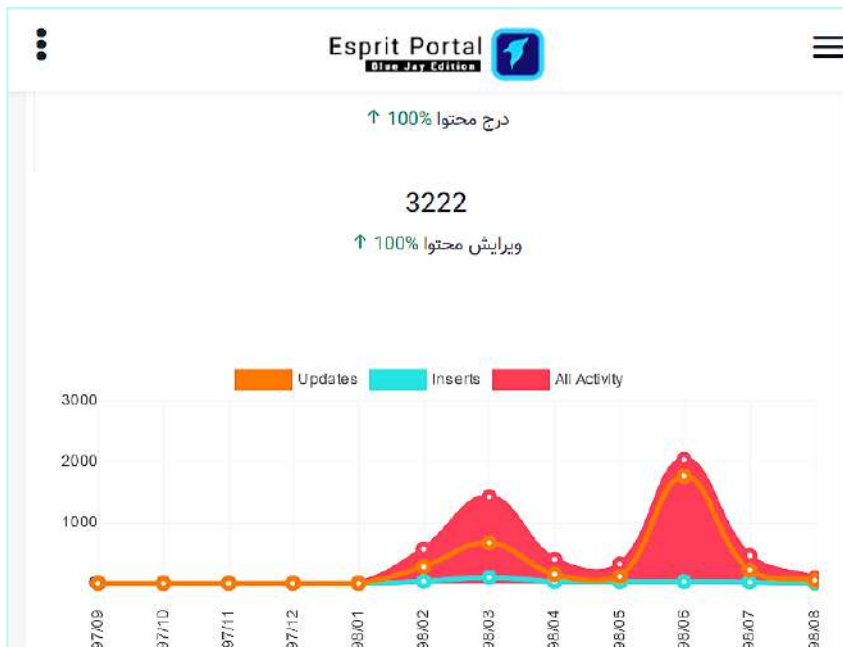 Esprit Portal
Blue Jay Edition
درج محتوا 100% ↑
3222
ویرایش محتوا 100% ↑
Updates Inserts All Activity
3000
2000
1000
97/09 97/10 97/11 97/12 98/01 98/02 98/03 98/04 98/05 98/06 98/07 98/08